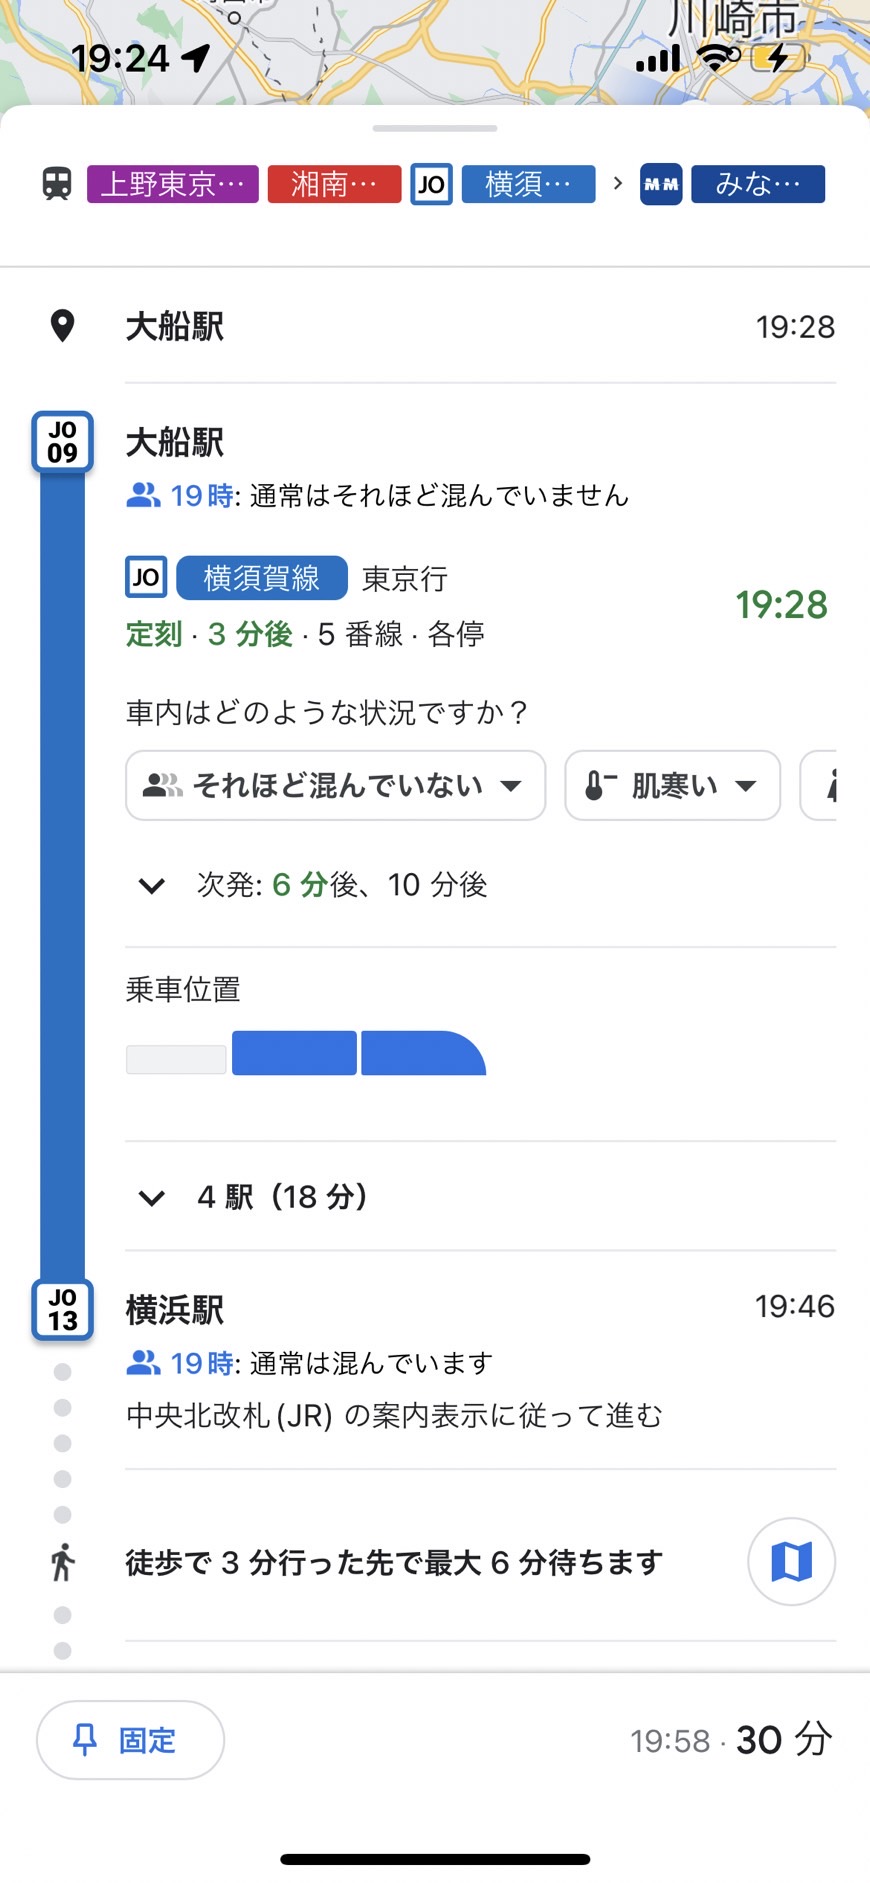 川崎市
19:24
上野東京… 湘南… JO 横須… > MM みな…
大船駅 19:28
JO 09
大船駅
19時: 通常はそれほど混んでいません
JO 横須賀線 東京行
19:28
定刻 · 3 分後 · 5 番線 · 各停
車内はどのような状況ですか？
それほど混んでいない 肌寒い
次発: 6 分後、10 分後
乗車位置
4 駅（18 分）
JO 13
横浜駅 19:46
19時: 通常は混んでいます
中央北改札(JR) の案内表示に従って進む
徒歩で 3 分行った先で最大 6 分待ちます
固定 19:58 · 30 分